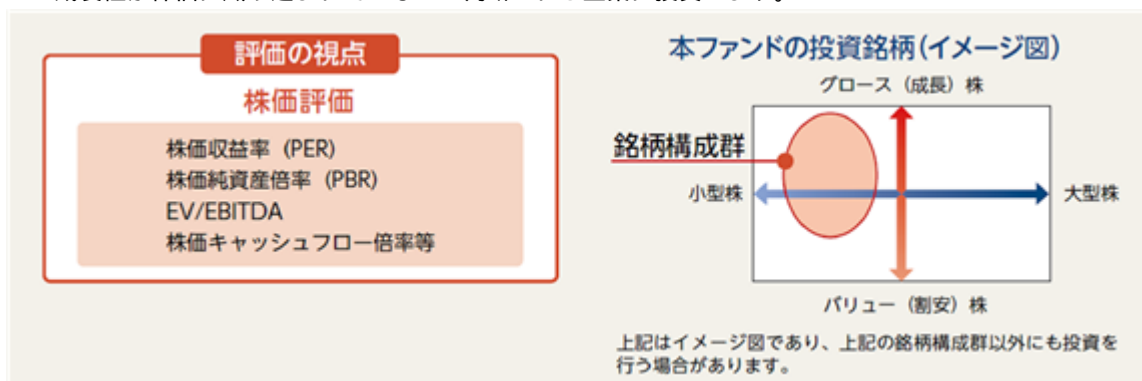 評価の視点
株価評価
株価収益率（PER）
株価純資産倍率（PBR）
EV/EBITDA
株価キャッシュフロー倍率等
本ファンドの投資銘柄（イメージ図）
グロース（成長）株
銘柄構成群
小型株
大型株
バリュー（割安）株
上記はイメージ図であり、上記の銘柄構成群以外にも投資を
行う場合があります。